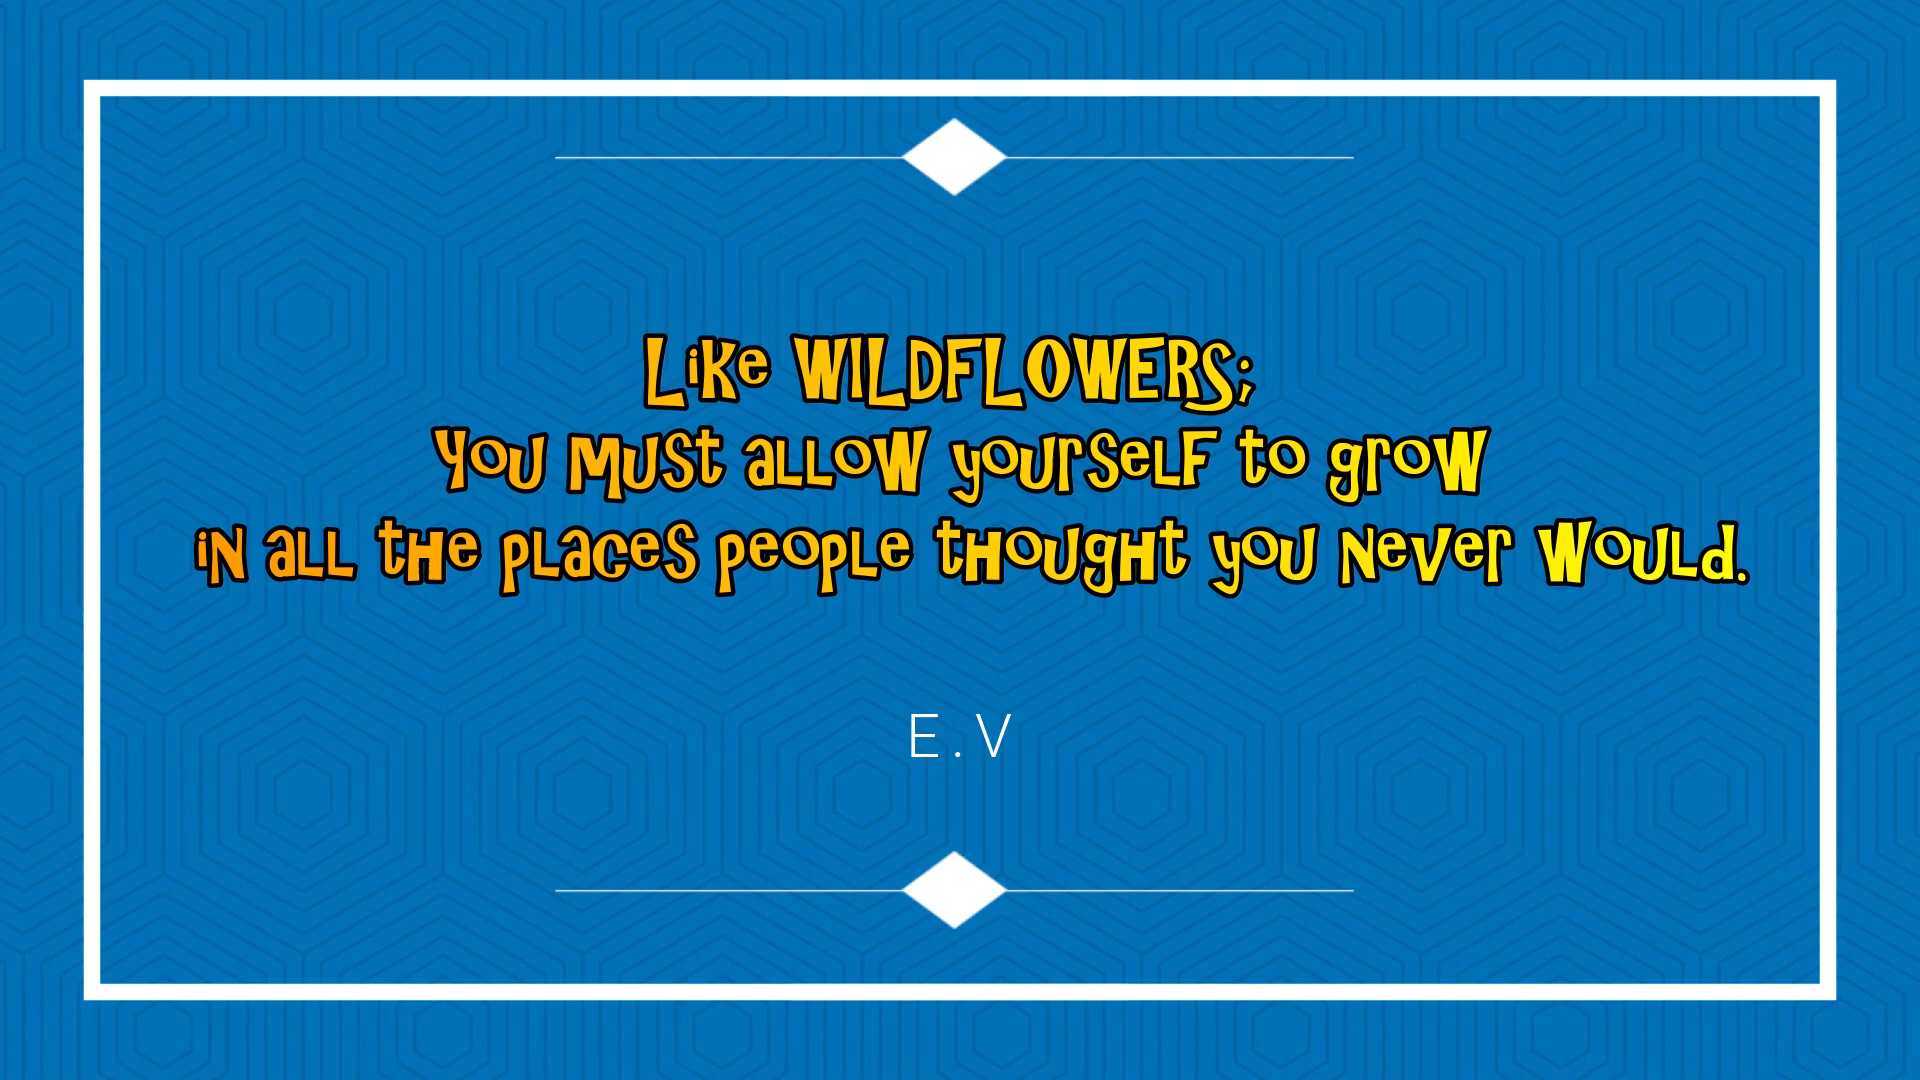 Like WILDFLOWERS;
you must allow yourself to grow
in all the places people thought you never would.
E.V